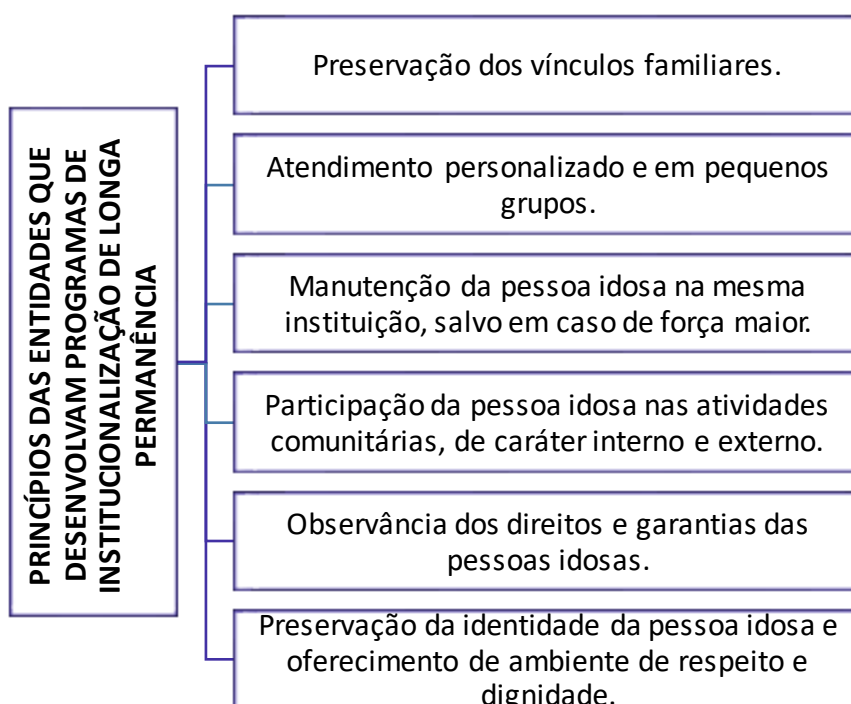 PRINCÍPIOS DAS ENTIDADES QUE
DESENVOLVAM PROGRAMAS DE
INSTITUCIONALIZAÇÃO DE LONGA
PERMANÊNCIA
Preservação dos vínculos familiares.
Atendimento personalizado e em pequenos
grupos.
Manutenção da pessoa idosa na mesma
instituição, salvo em caso de força maior.
Participação da pessoa idosa nas atividades
comunitárias, de caráter interno e externo.
Observância dos direitos e garantias das
pessoas idosas.
Preservação da identidade da pessoa idosa e
oferecimento de ambiente de respeito e
dignidade.